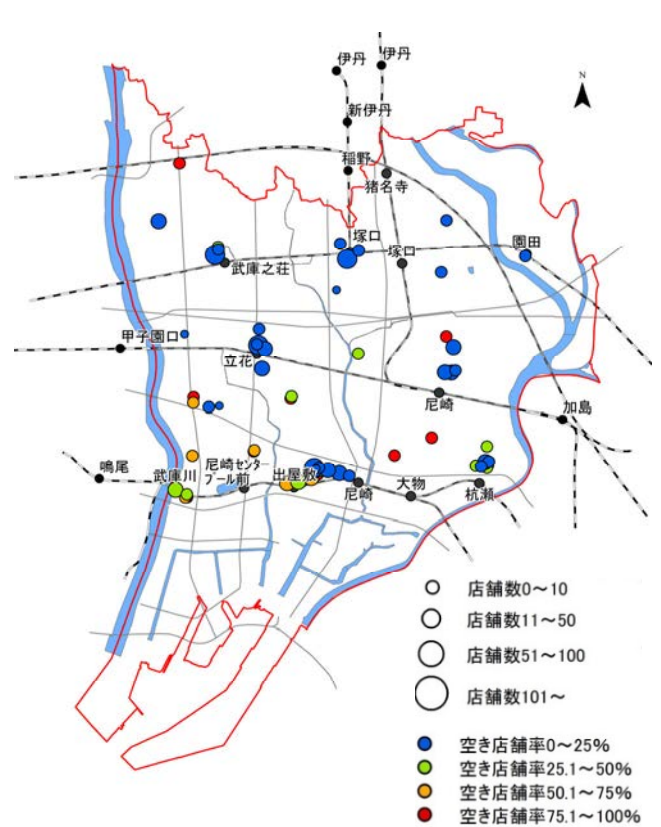 伊丹
伊丹
N
新伊丹
稲野
猪名寺
塚口
園田
武庫之荘
塚口
甲子園口
立花
尼崎
加島
鳴尾
武庫川
尼崎センター
プール前
出屋敷
尼崎
大物
杭瀬
店舗数0～10
店舗数11～50
店舗数51～100
店舗数101～
空き店舗率0～25%
空き店舗率25.1～50%
空き店舗率50.1～75%
空き店舗率75.1～100%